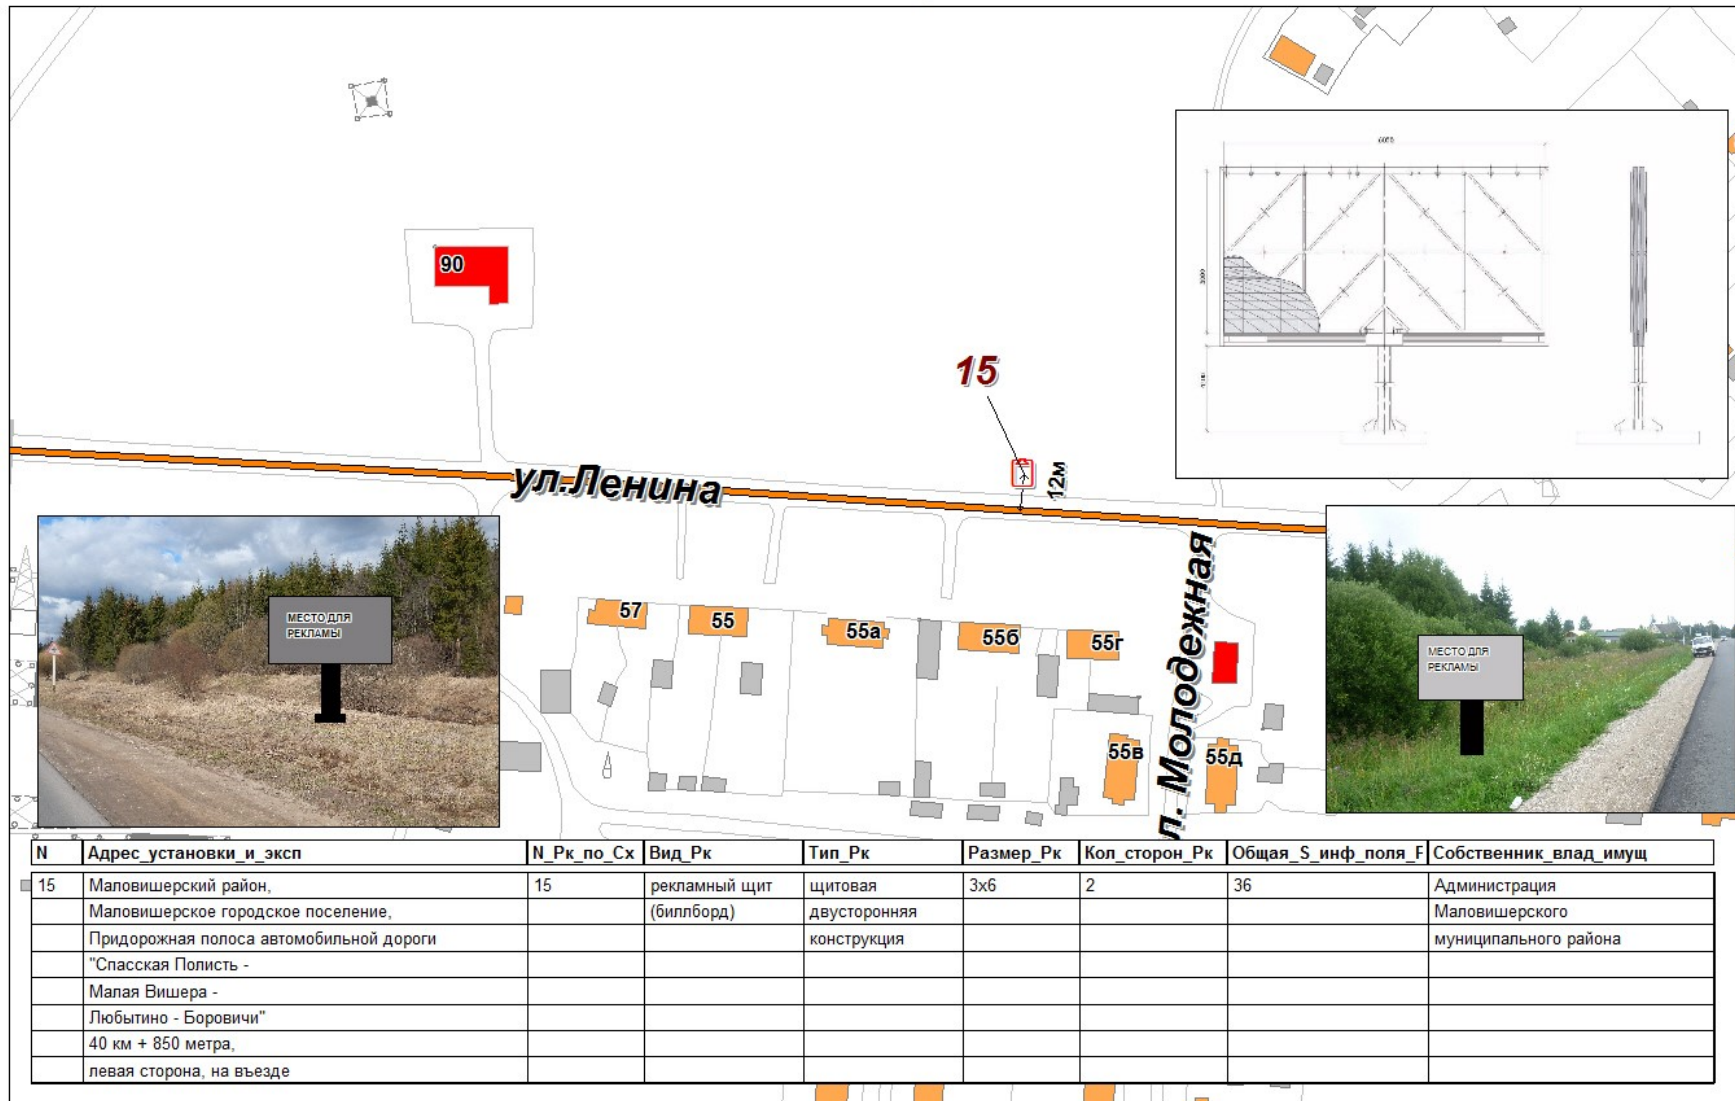 6000
3000
90
15
12м
ул.Ленина
п. Молодежная
57
55
55а
55б
55г
55в
55д
МЕСТО ДЛЯ
РЕКЛАМЫ
МЕСТО ДЛЯ
РЕКЛАМЫ
N Адрес_установки_и_эксп N_Рк_по_Сх Вид_Рк Тип_Рк Размер_Рк Кол_сторон_Рк Общая_S_инф_поля_Р Собственник_влад_имущ
15 Маловишерский район, 15 рекламный щит щитовая 3х6 2 36 Администрация
Маловишерское городское поселение, (биллборд) двусторонняя Маловишерского
Придорожная полоса автомобильной дороги конструкция муниципального района
"Спасская Полисть -
Малая Вишера -
Любытино - Боровичи"
40 км + 850 метра,
левая сторона, на въезде